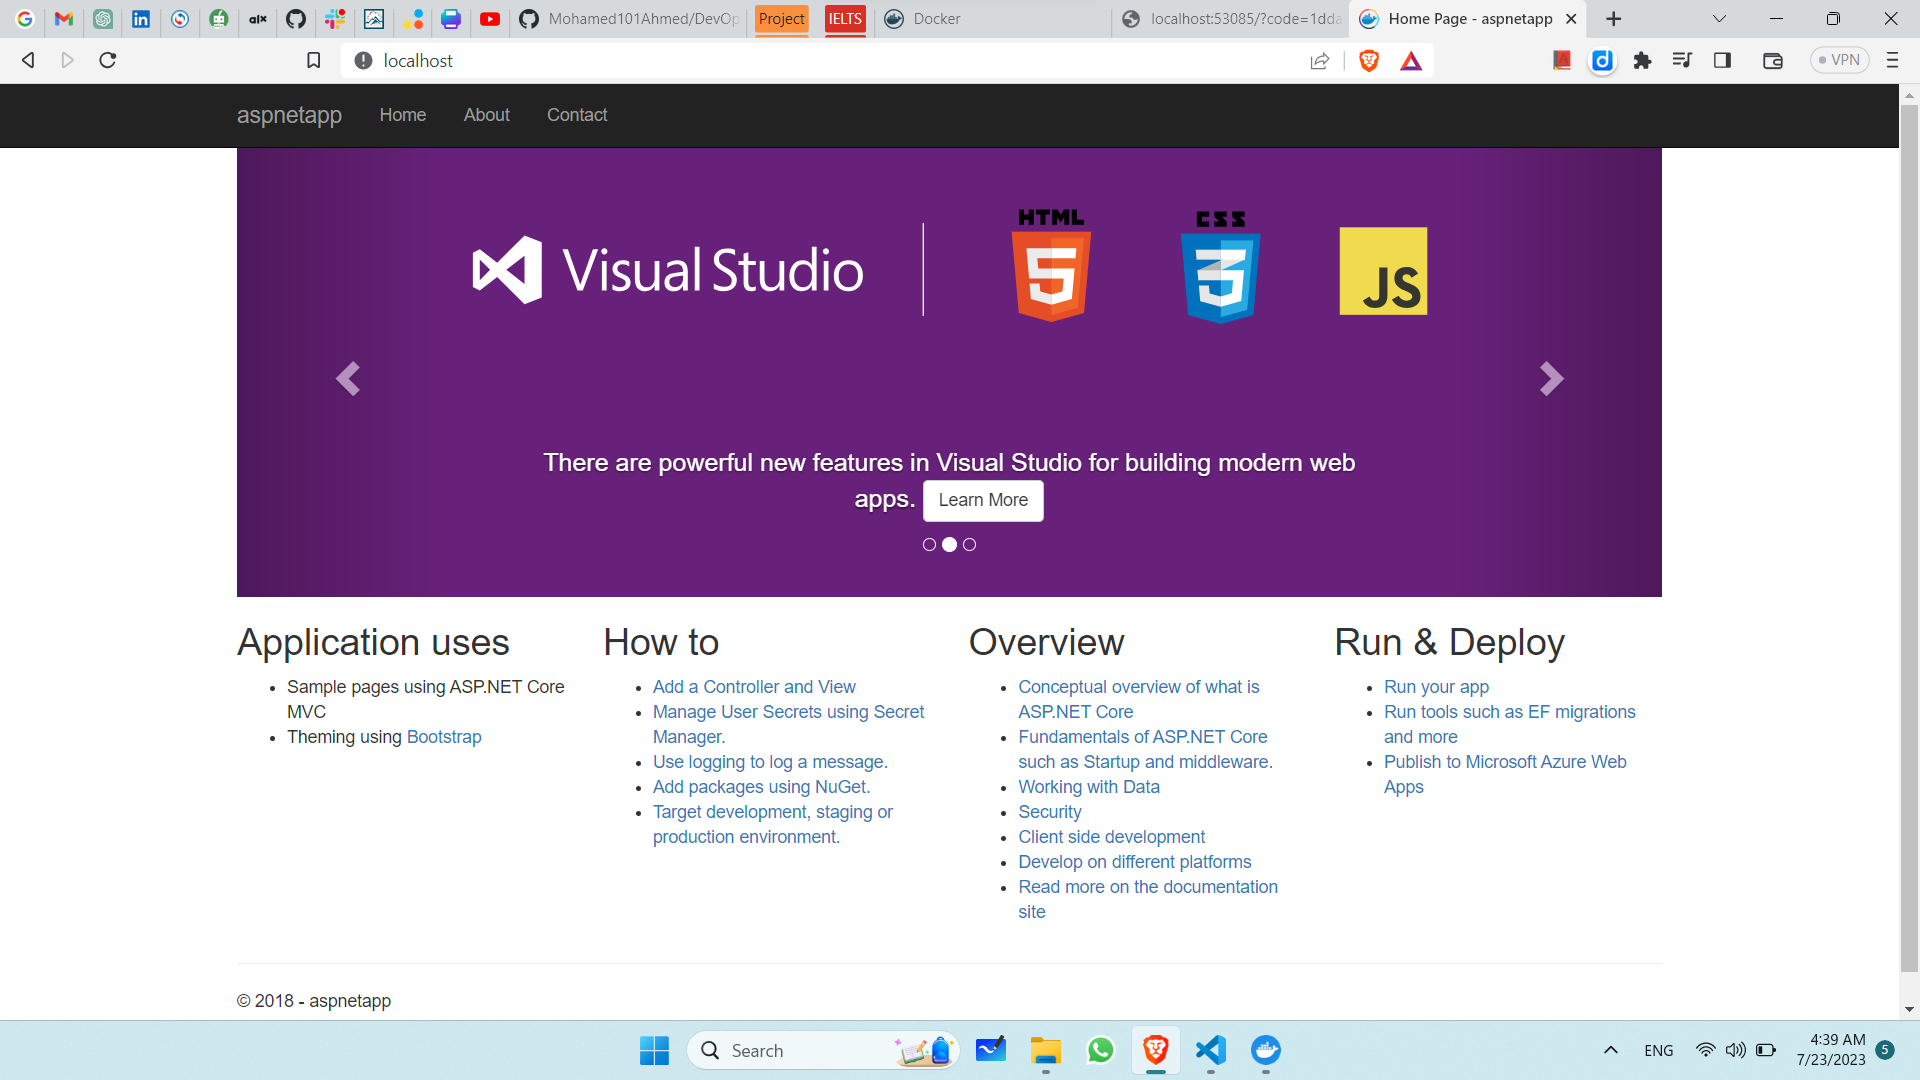 alx
Mohamed101Ahmed/DevOp
Project
IELTS
Docker
localhost:53085/?code=1dda
Home Page - aspnetapp
localhost
VPN
aspnetapp Home About Contact
Visual Studio
HTML
5
CSS
3
JS
There are powerful new features in Visual Studio for building modern web
apps. Learn More
Application uses
Sample pages using ASP.NET Core
MVC
Theming using Bootstrap
How to
Add a Controller and View
Manage User Secrets using Secret
Manager.
Use logging to log a message.
Add packages using NuGet.
Target development, staging or
production environment.
Overview
Conceptual overview of what is
ASP.NET Core
Fundamentals of ASP.NET Core
such as Startup and middleware.
Working with Data
Security
Client side development
Develop on different platforms
Read more on the documentation
site
Run & Deploy
Run your app
Run tools such as EF migrations
and more
Publish to Microsoft Azure Web
Apps
© 2018 - aspnetapp
Search
ENG
4:39 AM
7/23/2023
5